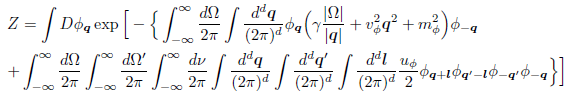 Z = ∫ Dϕ_q exp [ − { ∫_{−∞}^{∞} dΩ/2π ∫ d^d q/(2π)^d ϕ_q ( γ |Ω|/|q| + v_ϕ^2 q^2 + m_ϕ^2 ) ϕ_{−q}
+ ∫_{−∞}^{∞} dΩ/2π ∫_{−∞}^{∞} dΩ′/2π ∫_{−∞}^{∞} dν/2π ∫ d^d q/(2π)^d ∫ d^d q′/(2π)^d ∫ d^d l/(2π)^d u_ϕ/2 ϕ_{q+l} ϕ_{q′−l} ϕ_{−q′} ϕ_{−q} } ]